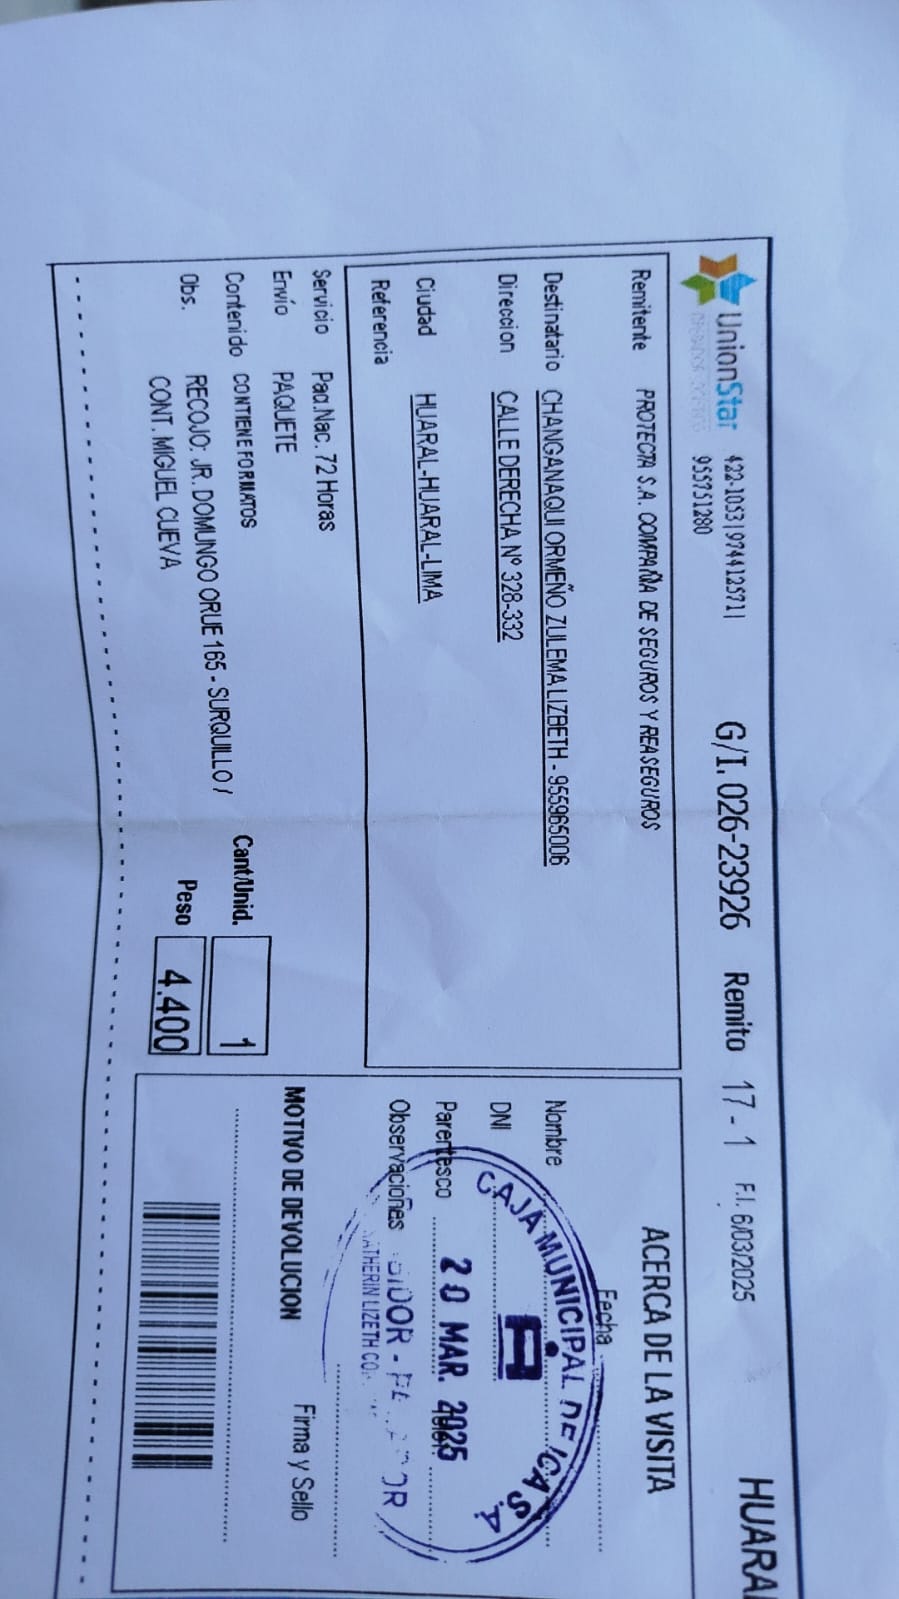 UnionStar 422-1053 | 974412571 | G/I. 026-23926 Remito 17 - 1 F.I. 6/03/2025 HUARAL
955751280
Remitente PROTECTA S.A. COMPAÑIA DE SEGUROS Y REASEGUROS
Destinatario CHANGANAQUI ORMEÑO ZULEMA LIZBETH - 955965006
Direccion CALLE DERECHA Nº 328-332
Ciudad HUARAL-HUARAL-LIMA
Referencia
Servicio Paq.Nac. 72 Horas
Envío PAQUETE
Contenido CONTIENE FORMATOS
Obs. RECOJO: JR. DOMUNGO ORUE 165 - SURQUILLO /
CONT. MIGUEL CUEVA
Cant/Unid. 1
Peso 4.400
ACERCA DE LA VISITA
Fecha
Nombre
DNI
Parentesco
Observaciones
CAJA MUNICIPAL DE ICA S A
20 MAR. 2025
MOTIVO DE DEVOLUCION
Firma y Sello